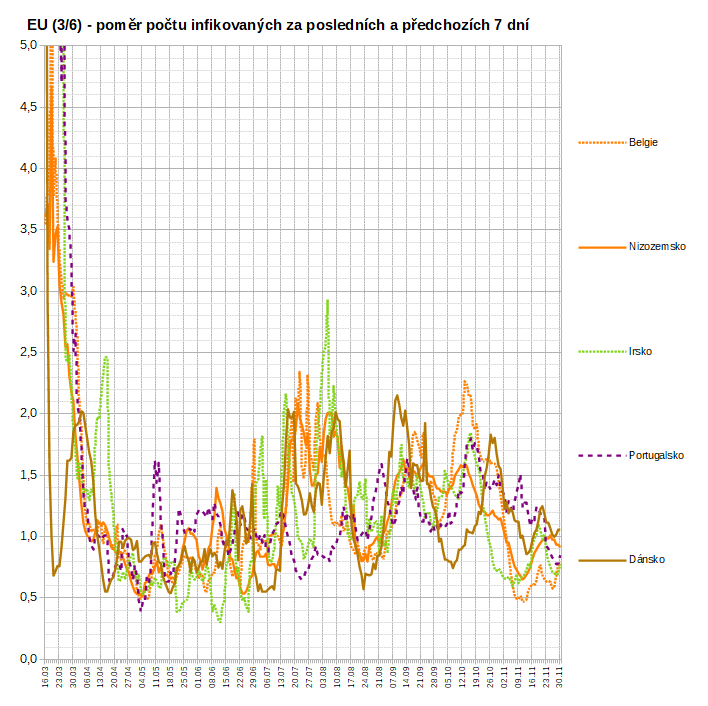 EU (3/6) - poměr počtu infikovaných za posledních a předchozích 7 dní
5,0
4,5
4,0
3,5
3,0
2,5
2,0
1,5
1,0
0,5
0,0
Belgie
Nizozemsko
Irsko
Portugalsko
Dánsko
16.03 23.03 30.03 06.04 13.04 20.04 27.04 04.05 11.05 18.05 25.05 01.06 08.06 15.06 22.06 29.06 06.07 13.07 20.07 27.07 03.08 10.08 17.08 24.08 31.08 07.09 14.09 21.09 28.09 05.10 12.10 19.10 26.10 02.11 09.11 16.11 23.11 30.11